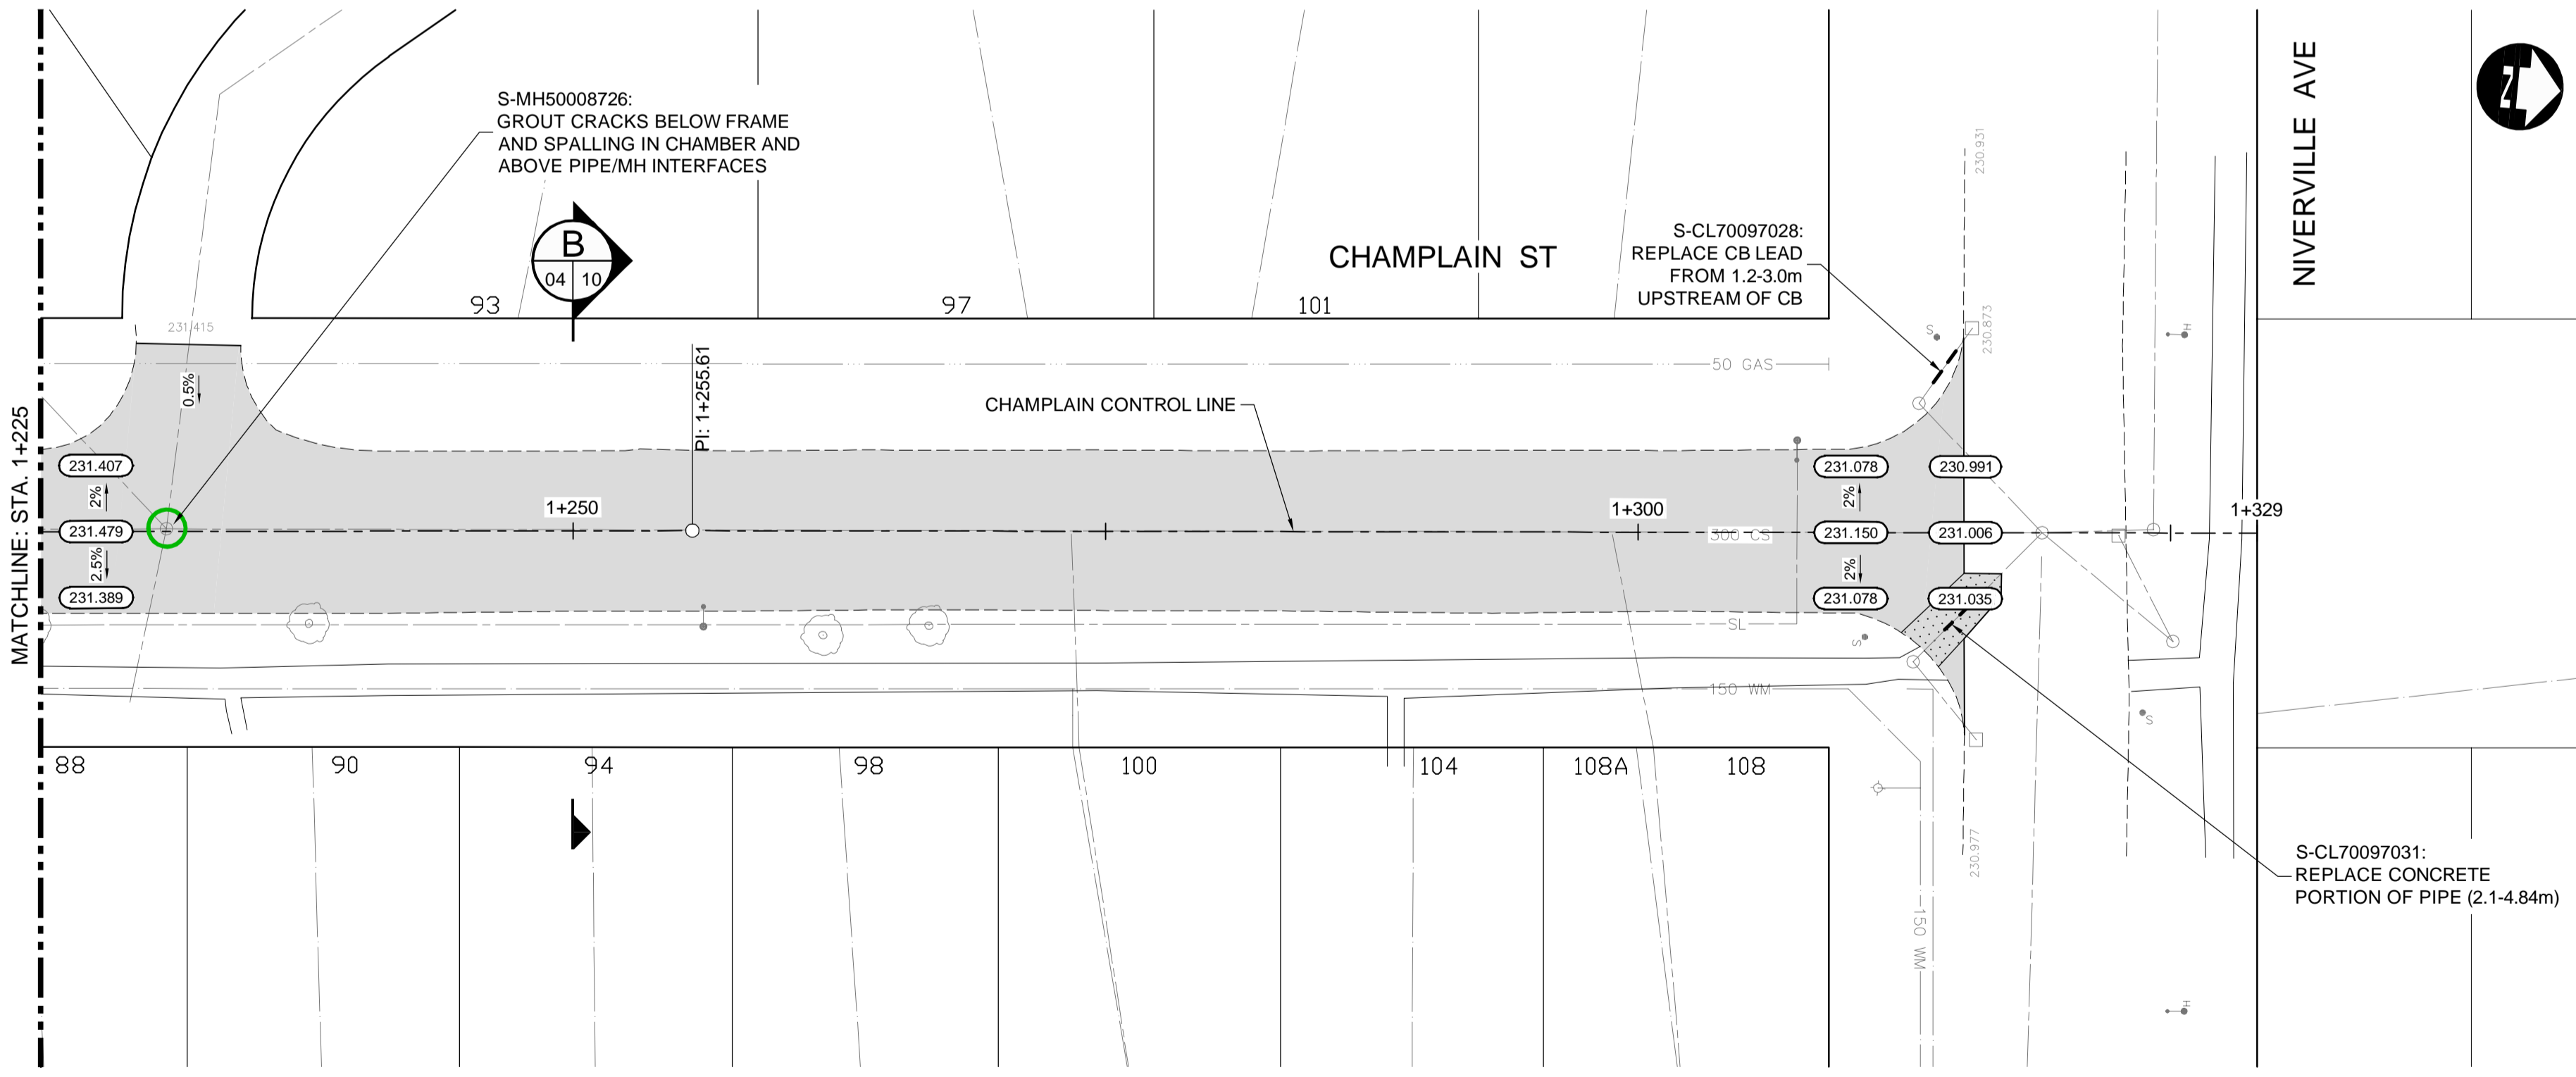 S-MH50008726:
GROUT CRACKS BELOW FRAME
AND SPALLING IN CHAMBER AND
ABOVE PIPE/MH INTERFACES
B
04 10
CHAMPLAIN ST
S-CL70097028:
REPLACE CB LEAD
FROM 1.2-3.0m
UPSTREAM OF CB
NIVERVILLE AVE
N
230.931
230.873
93
97
101
231.415
50 GAS
S
H
0.5%
PI: 1+255.61
CHAMPLAIN CONTROL LINE
MATCHLINE: STA. 1+225
231.407
2%
231.479
2.5%
231.389
1+250
1+300
300 CS
231.078
2%
231.150
2%
231.078
230.991
231.006
231.035
1+329
SL
S
150 WM
S
88
90
94
98
100
104
108A
108
230.977
150 WM
S-CL70097031:
REPLACE CONCRETE
PORTION OF PIPE (2.1-4.84m)
H